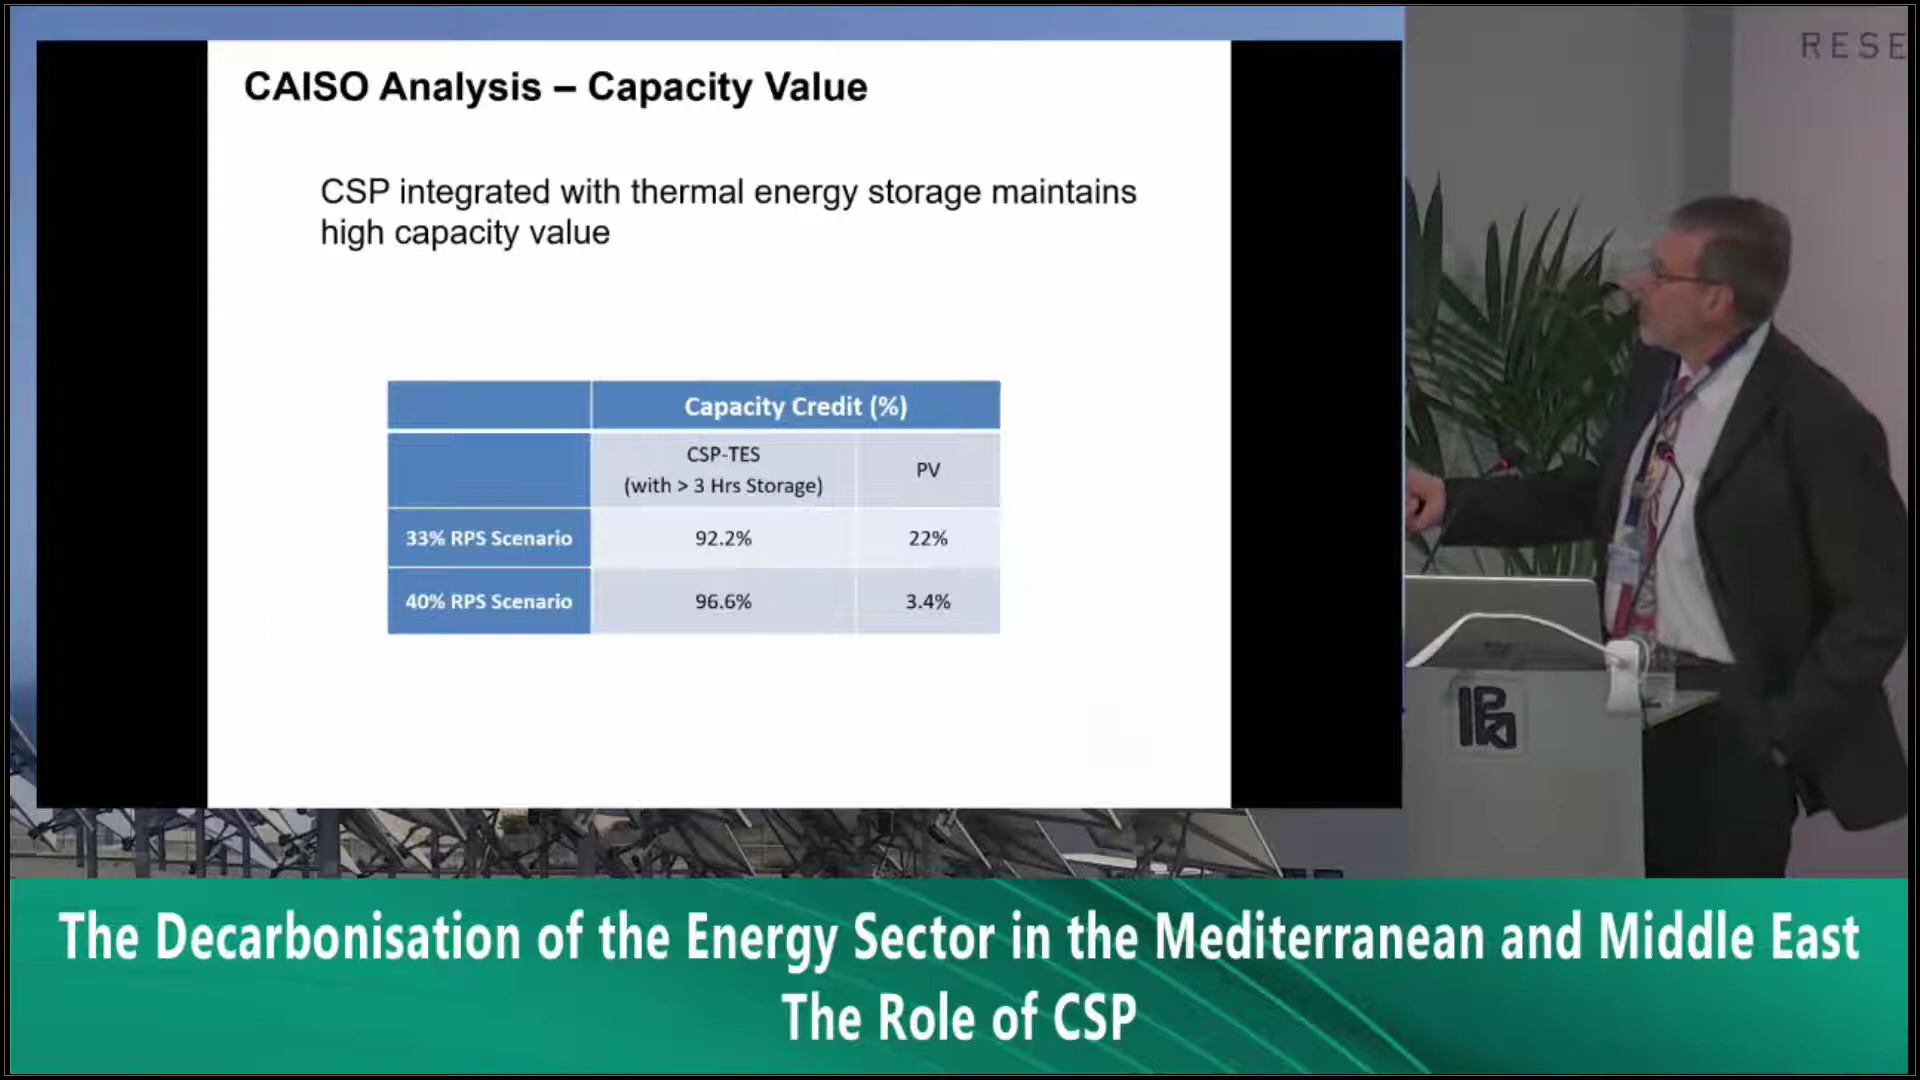 CAISO Analysis – Capacity Value
CSP integrated with thermal energy storage maintains
high capacity value
Capacity Credit (%)
CSP-TES
(with > 3 Hrs Storage)
PV
33% RPS Scenario
92.2%
22%
40% RPS Scenario
96.6%
3.4%
RESE
The Decarbonisation of the Energy Sector in the Mediterranean and Middle East
The Role of CSP